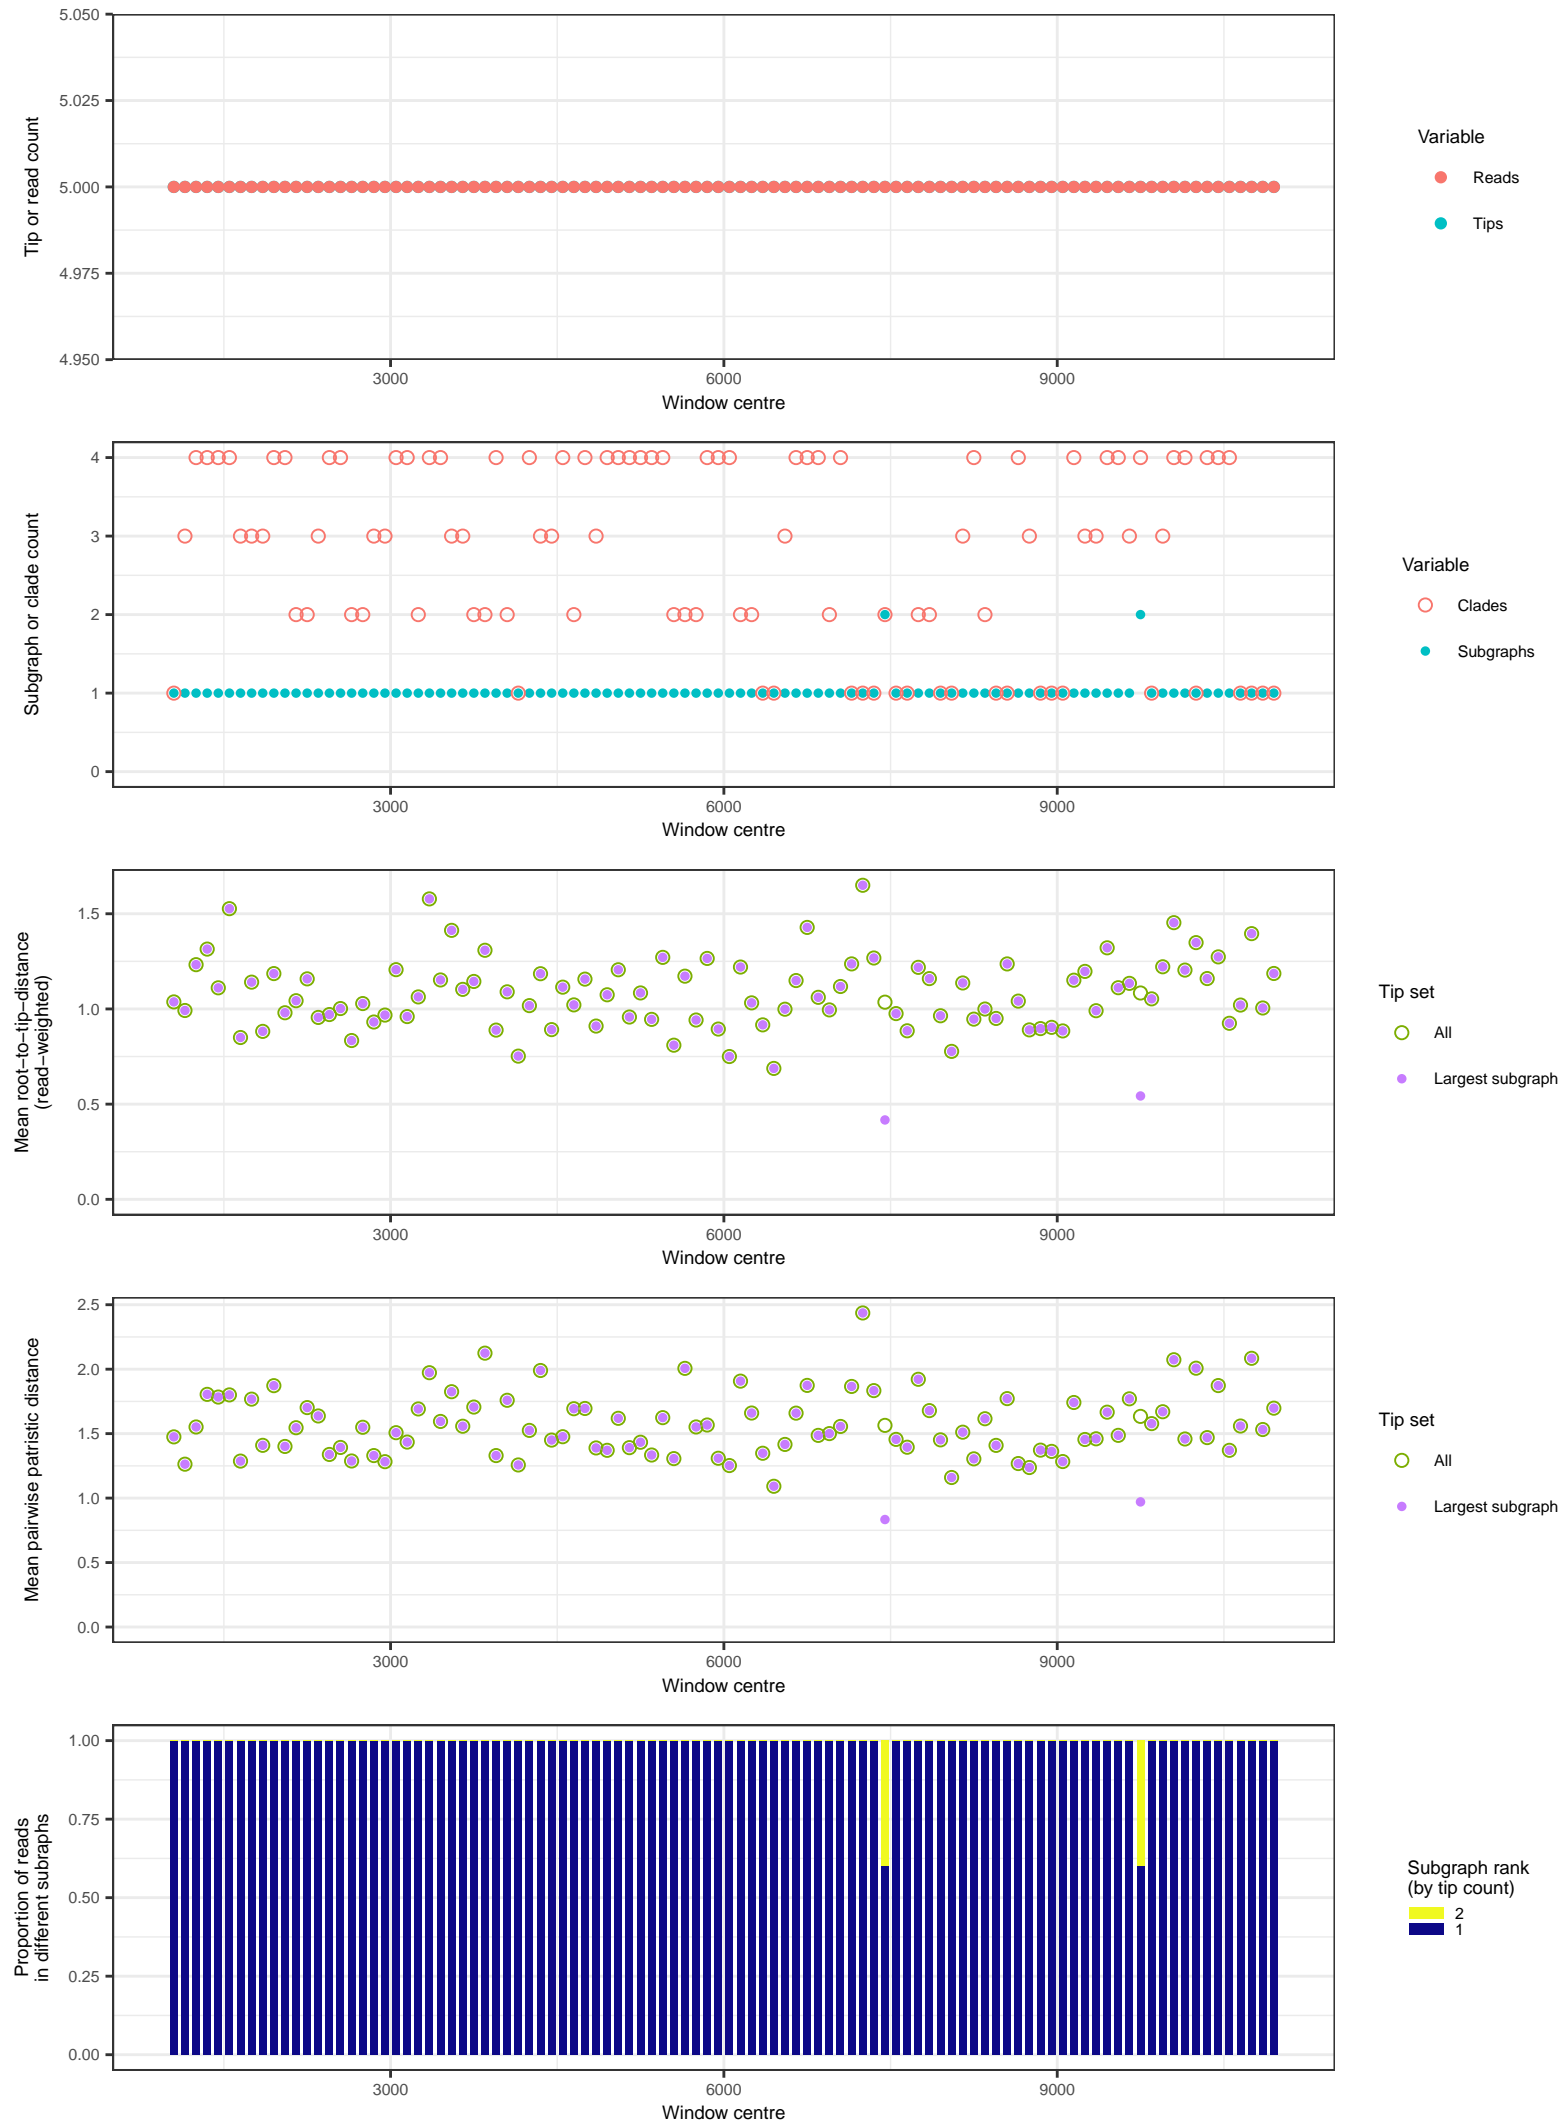 5.050
5.025
5.000
4.975
4.950
Tip or read count
3000 6000 9000
Window centre
Variable
Reads
Tips
4
3
2
1
0
Subgraph or clade count
3000 6000 9000
Window centre
Variable
Clades
Subgraphs
1.5
1.0
0.5
0.0
Mean root−to−tip−distance
(read−weighted)
3000 6000 9000
Window centre
Tip set
All
Largest subgraph
2.5
2.0
1.5
1.0
0.5
0.0
Mean pairwise patristic distance
3000 6000 9000
Window centre
Tip set
All
Largest subgraph
1.00
0.75
0.50
0.25
0.00
Proportion of reads
in different subraphs
3000 6000 9000
Window centre
Subgraph rank
(by tip count)
2
1